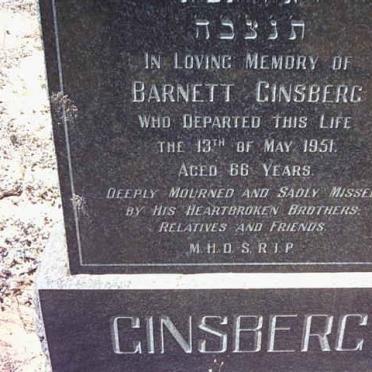 תנצבה
IN LOVING MEMORY OF
BARNETT GINSBERG
WHO DEPARTED THIS LIFE
THE 13TH OF MAY 1951.
AGED 66 YEARS.
DEEPLY MOURNED AND SADLY MISSE
BY HIS HEARTBROKEN BROTHERS.
RELATIVES AND FRIENDS.
M.H.D.S.R.I.P.
GINSBERG